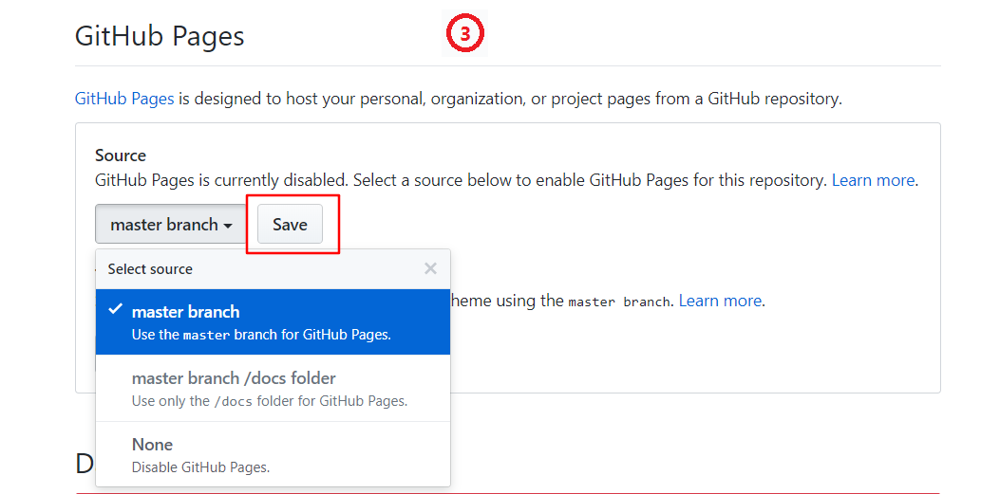 GitHub Pages
3
GitHub Pages is designed to host your personal, organization, or project pages from a GitHub repository.
Source
GitHub Pages is currently disabled. Select a source below to enable GitHub Pages for this repository. Learn more.
master branch
Save
Select source
heme using the master branch. Learn more.
master branch
Use the master branch for GitHub Pages.
master branch /docs folder
Use only the /docs folder for GitHub Pages.
None
Disable GitHub Pages.
D